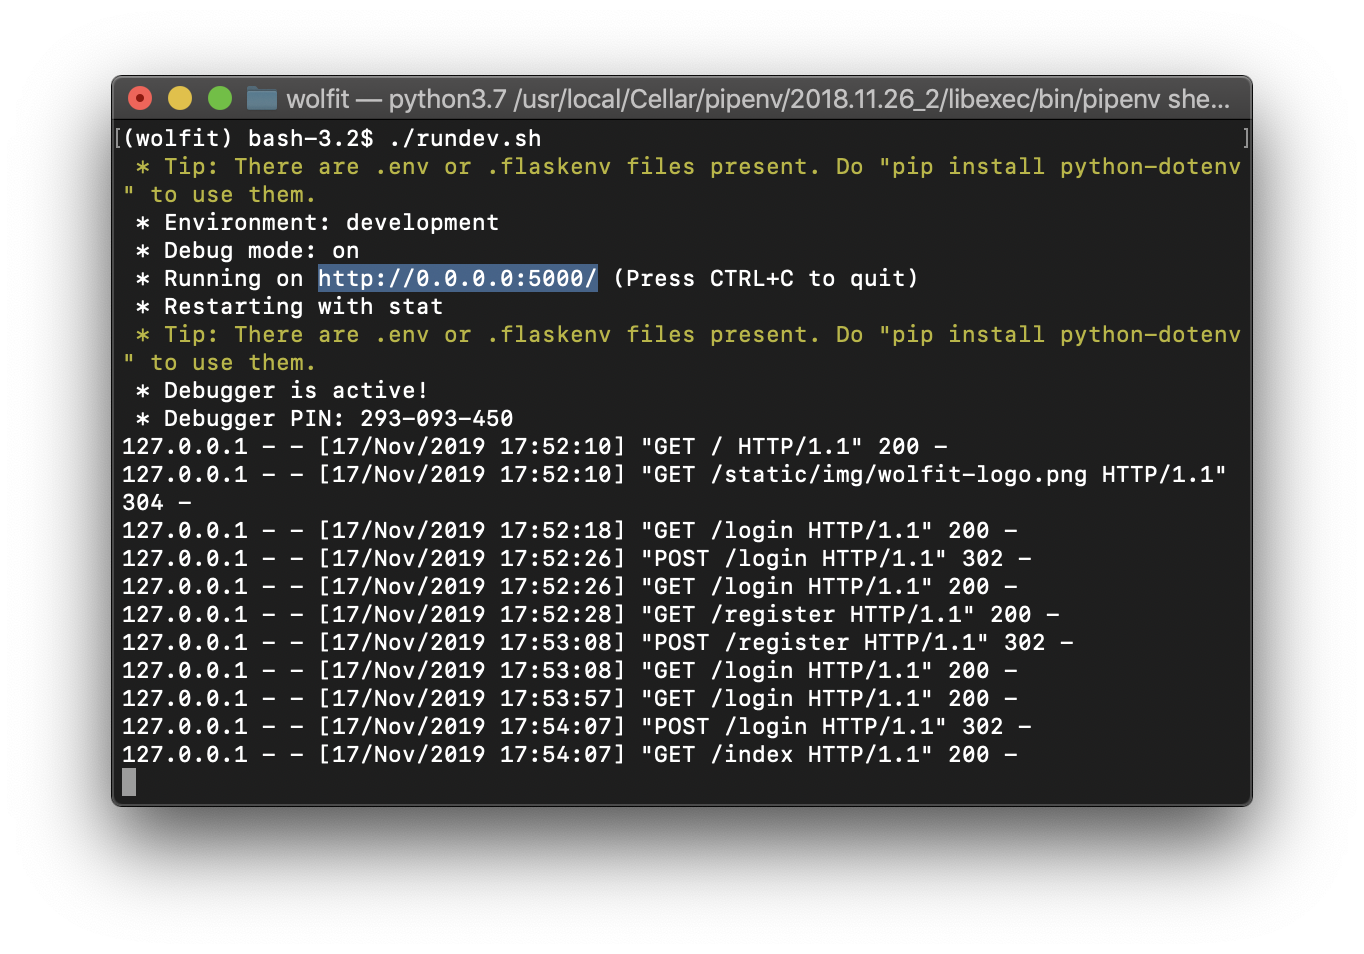 wolfit — python3.7 /usr/local/Cellar/pipenv/2018.11.26_2/libexec/bin/pipenv she...
[(wolfit) bash-3.2$ ./rundev.sh ]
 * Tip: There are .env or .flaskenv files present. Do "pip install python-dotenv
" to use them.
 * Environment: development
 * Debug mode: on
 * Running on http://0.0.0.0:5000/ (Press CTRL+C to quit)
 * Restarting with stat
 * Tip: There are .env or .flaskenv files present. Do "pip install python-dotenv
" to use them.
 * Debugger is active!
 * Debugger PIN: 293-093-450
127.0.0.1 - - [17/Nov/2019 17:52:10] "GET / HTTP/1.1" 200 -
127.0.0.1 - - [17/Nov/2019 17:52:10] "GET /static/img/wolfit-logo.png HTTP/1.1"
304 -
127.0.0.1 - - [17/Nov/2019 17:52:18] "GET /login HTTP/1.1" 200 -
127.0.0.1 - - [17/Nov/2019 17:52:26] "POST /login HTTP/1.1" 302 -
127.0.0.1 - - [17/Nov/2019 17:52:26] "GET /login HTTP/1.1" 200 -
127.0.0.1 - - [17/Nov/2019 17:52:28] "GET /register HTTP/1.1" 200 -
127.0.0.1 - - [17/Nov/2019 17:53:08] "POST /register HTTP/1.1" 302 -
127.0.0.1 - - [17/Nov/2019 17:53:08] "GET /login HTTP/1.1" 200 -
127.0.0.1 - - [17/Nov/2019 17:53:57] "GET /login HTTP/1.1" 200 -
127.0.0.1 - - [17/Nov/2019 17:54:07] "POST /login HTTP/1.1" 302 -
127.0.0.1 - - [17/Nov/2019 17:54:07] "GET /index HTTP/1.1" 200 -